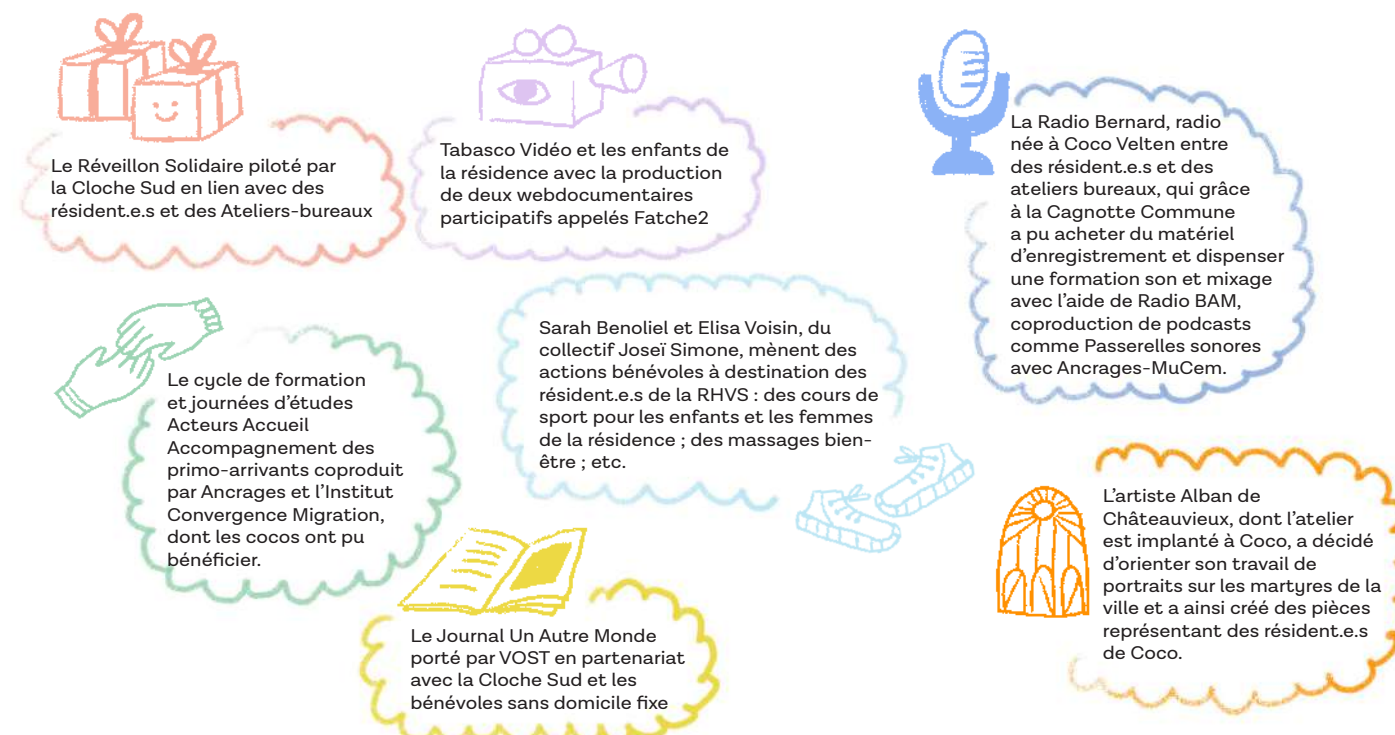 Le Réveillon Solidaire piloté par
la Cloche Sud en lien avec des
résident.e.s et des Ateliers-bureaux
Tabasco Vidéo et les enfants de
la résidence avec la production
de deux webdocumentaires
participatifs appelés Fatche2
La Radio Bernard, radio
née à Coco Velten entre
des résident.e.s et des
ateliers bureaux, qui grâce
à la Cagnotte Commune
a pu acheter du matériel
d'enregistrement et dispenser
une formation son et mixage
avec l'aide de Radio BAM,
coproduction de podcasts
comme Passerelles sonores
avec Ancrages-MuCem.
Le cycle de formation
et journées d'études
Acteurs Accueil
Accompagnement des
primo-arrivants coproduit
par Ancrages et l'Institut
Convergence Migration,
dont les cocos ont pu
bénéficier.
Sarah Benoliel et Elisa Voisin, du
collectif Joseï Simone, mènent des
actions bénévoles à destination des
résident.e.s de la RHVS : des cours de
sport pour les enfants et les femmes
de la résidence ; des massages bien-
être ; etc.
L'artiste Alban de
Châteauvieux, dont l'atelier
est implanté à Coco, a décidé
d'orienter son travail de
portraits sur les martyres de la
ville et a ainsi créé des pièces
représentant des résident.e.s
de Coco.
Le Journal Un Autre Monde
porté par VOST en partenariat
avec la Cloche Sud et les
bénévoles sans domicile fixe